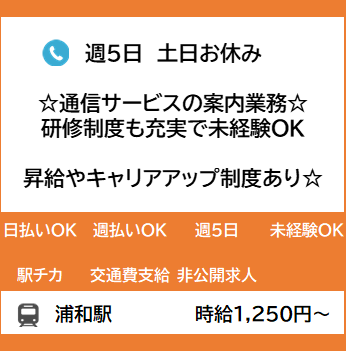 週5日 土日お休み
☆通信サービスの案内業務☆
研修制度も充実で未経験OK
昇給やキャリアアップ制度あり☆
日払いOK 週払いOK 週5日 未経験OK
駅チカ 交通費支給 非公開求人
浦和駅 時給1,250円～